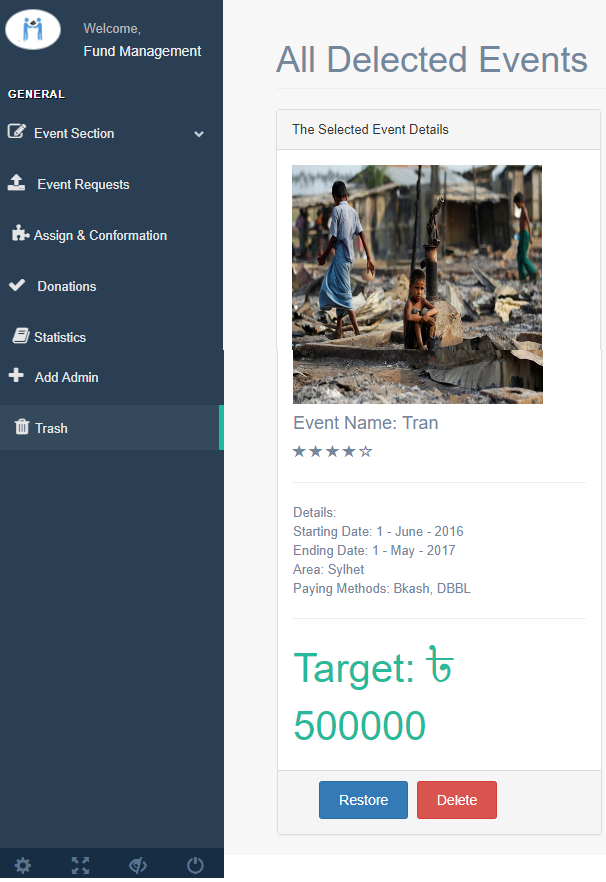 Welcome,
Fund Management
GENERAL
Event Section
Event Requests
Assign & Conformation
Donations
Statistics
Add Admin
Trash
All Delected Events
The Selected Event Details
Event Name: Tran
★★★★☆
Details:
Starting Date: 1 - June - 2016
Ending Date: 1 - May - 2017
Area: Sylhet
Paying Methods: Bkash, DBBL
Target: ৳
500000
Restore
Delete